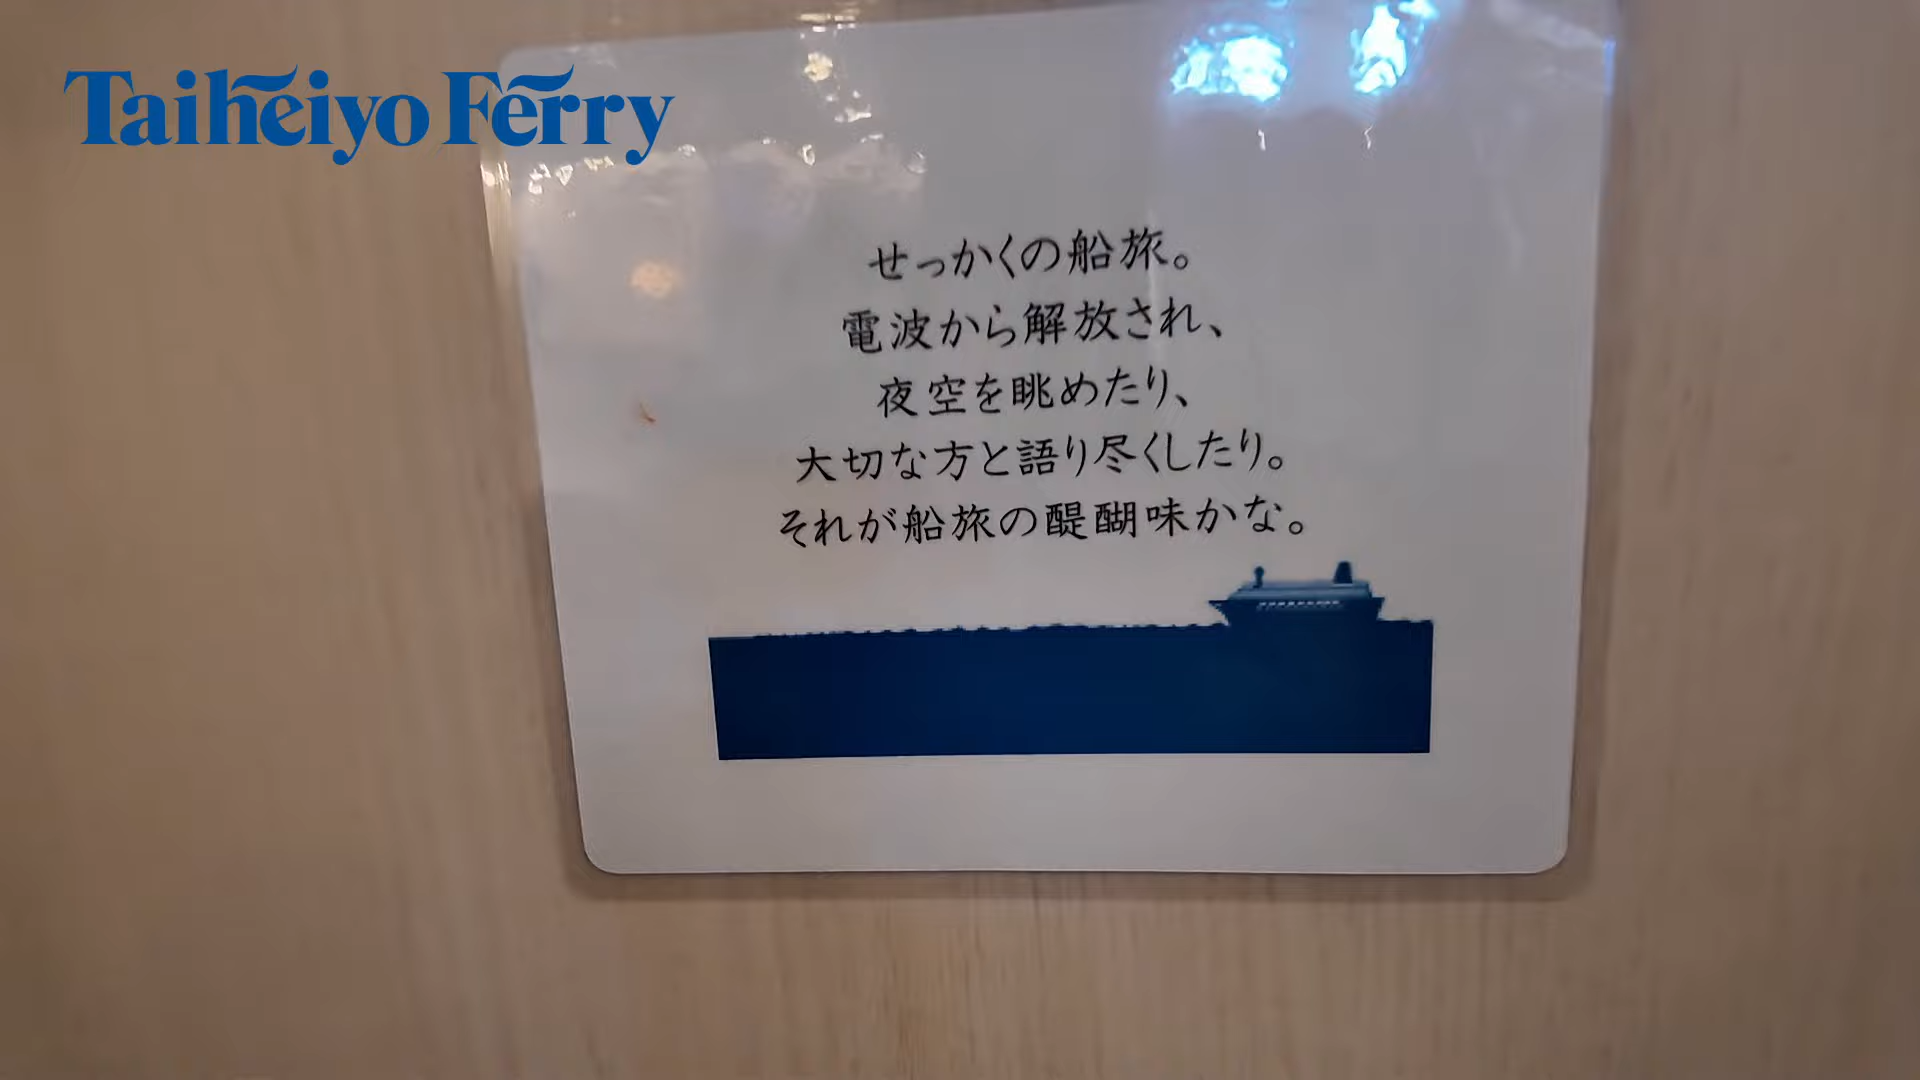 Taiheiyo Ferry
せっかくの船旅。
電波から解放され、
夜空を眺めたり、
大切な方と語り尽くしたり。
それが船旅の醍醐味かな。